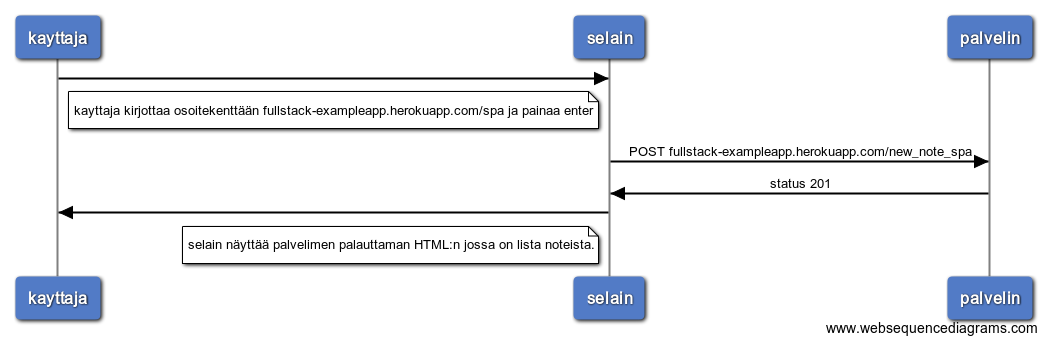 kayttaja selain palvelin
kayttaja kirjottaa osoitekenttään fullstack-exampleapp.herokuapp.com/spa ja painaa enter
POST fullstack-exampleapp.herokuapp.com/new_note_spa
status 201
selain näyttää palvelimen palauttaman HTML:n jossa on lista noteista.
kayttaja selain palvelin
www.websequencediagrams.com